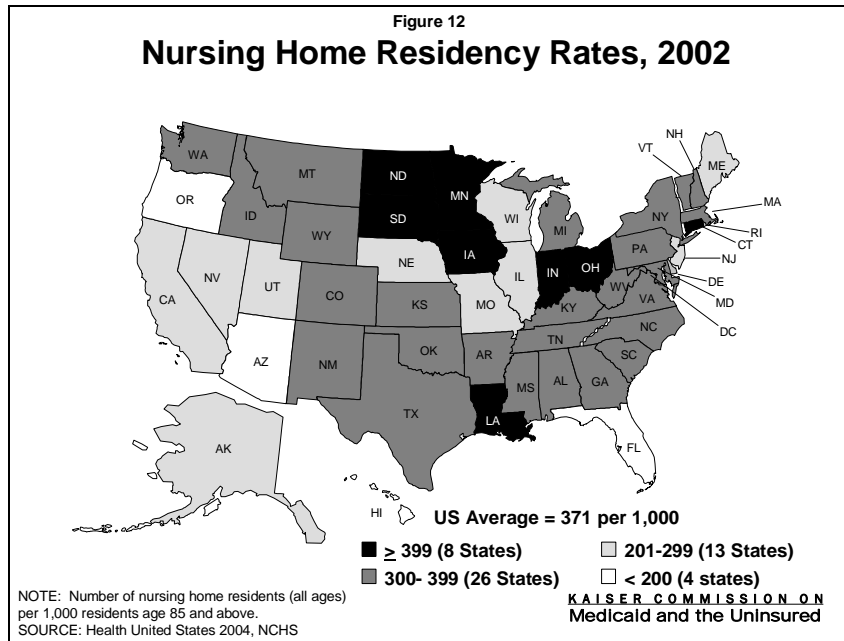 Figure 12
Nursing Home Residency Rates, 2002
NH
VT
ME
WA
MT
ND
MN
OR
MA
ID
SD
WI
NY
WY
MI
RI
CT
IA
PA
NJ
NE
IL
IN
OH
NV
DE
UT
CA
CO
WV
MD
KS
MO
VA
KY
DC
NC
TN
OK
AR
SC
AZ
NM
MS
AL
GA
TX
LA
FL
AK
HI
US Average = 371 per 1,000
≥ 399 (8 States)
201-299 (13 States)
300- 399 (26 States)
< 200 (4 states)
NOTE: Number of nursing home residents (all ages)
per 1,000 residents age 85 and above.
SOURCE: Health United States 2004, NCHS
KAISER COMMISSION ON
Medicaid and the Uninsured